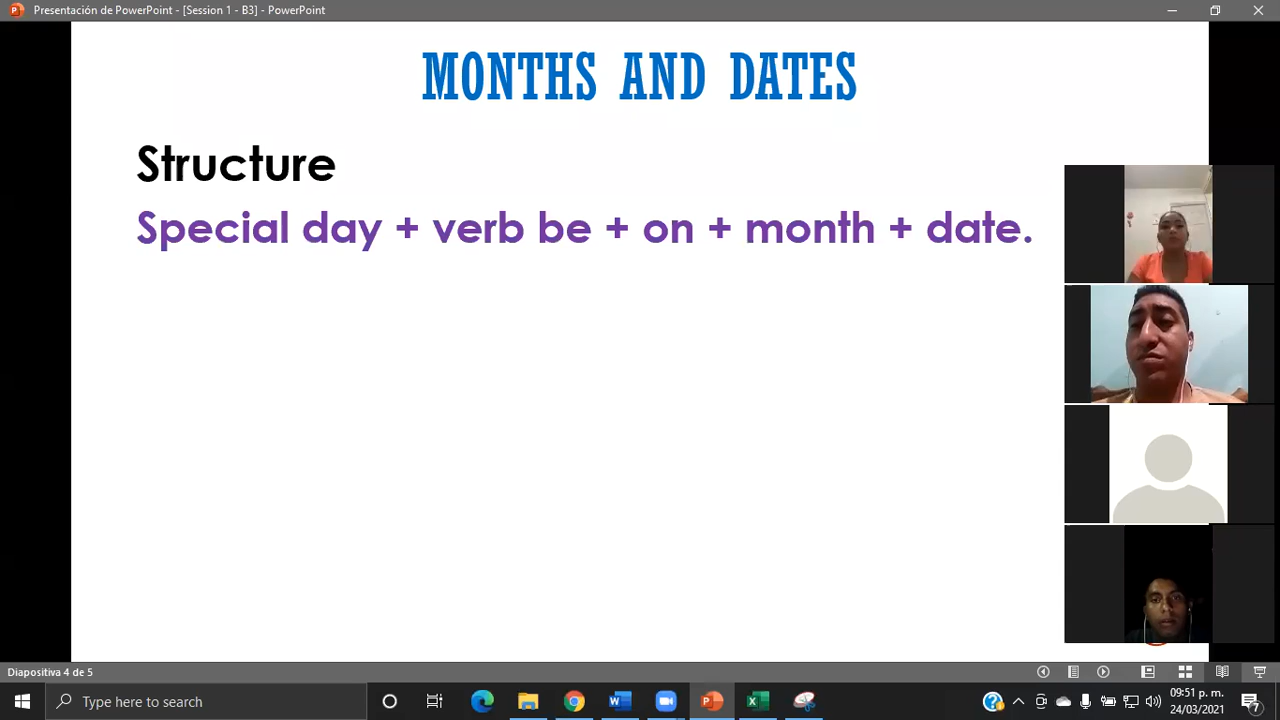 Presentación de PowerPoint - [Session 1 - B3] - PowerPoint
MONTHS AND DATES
Structure
Special day + verb be + on + month + date.
Diapositiva 4 de 5
Type here to search
09:51 p. m.
24/03/2021
7